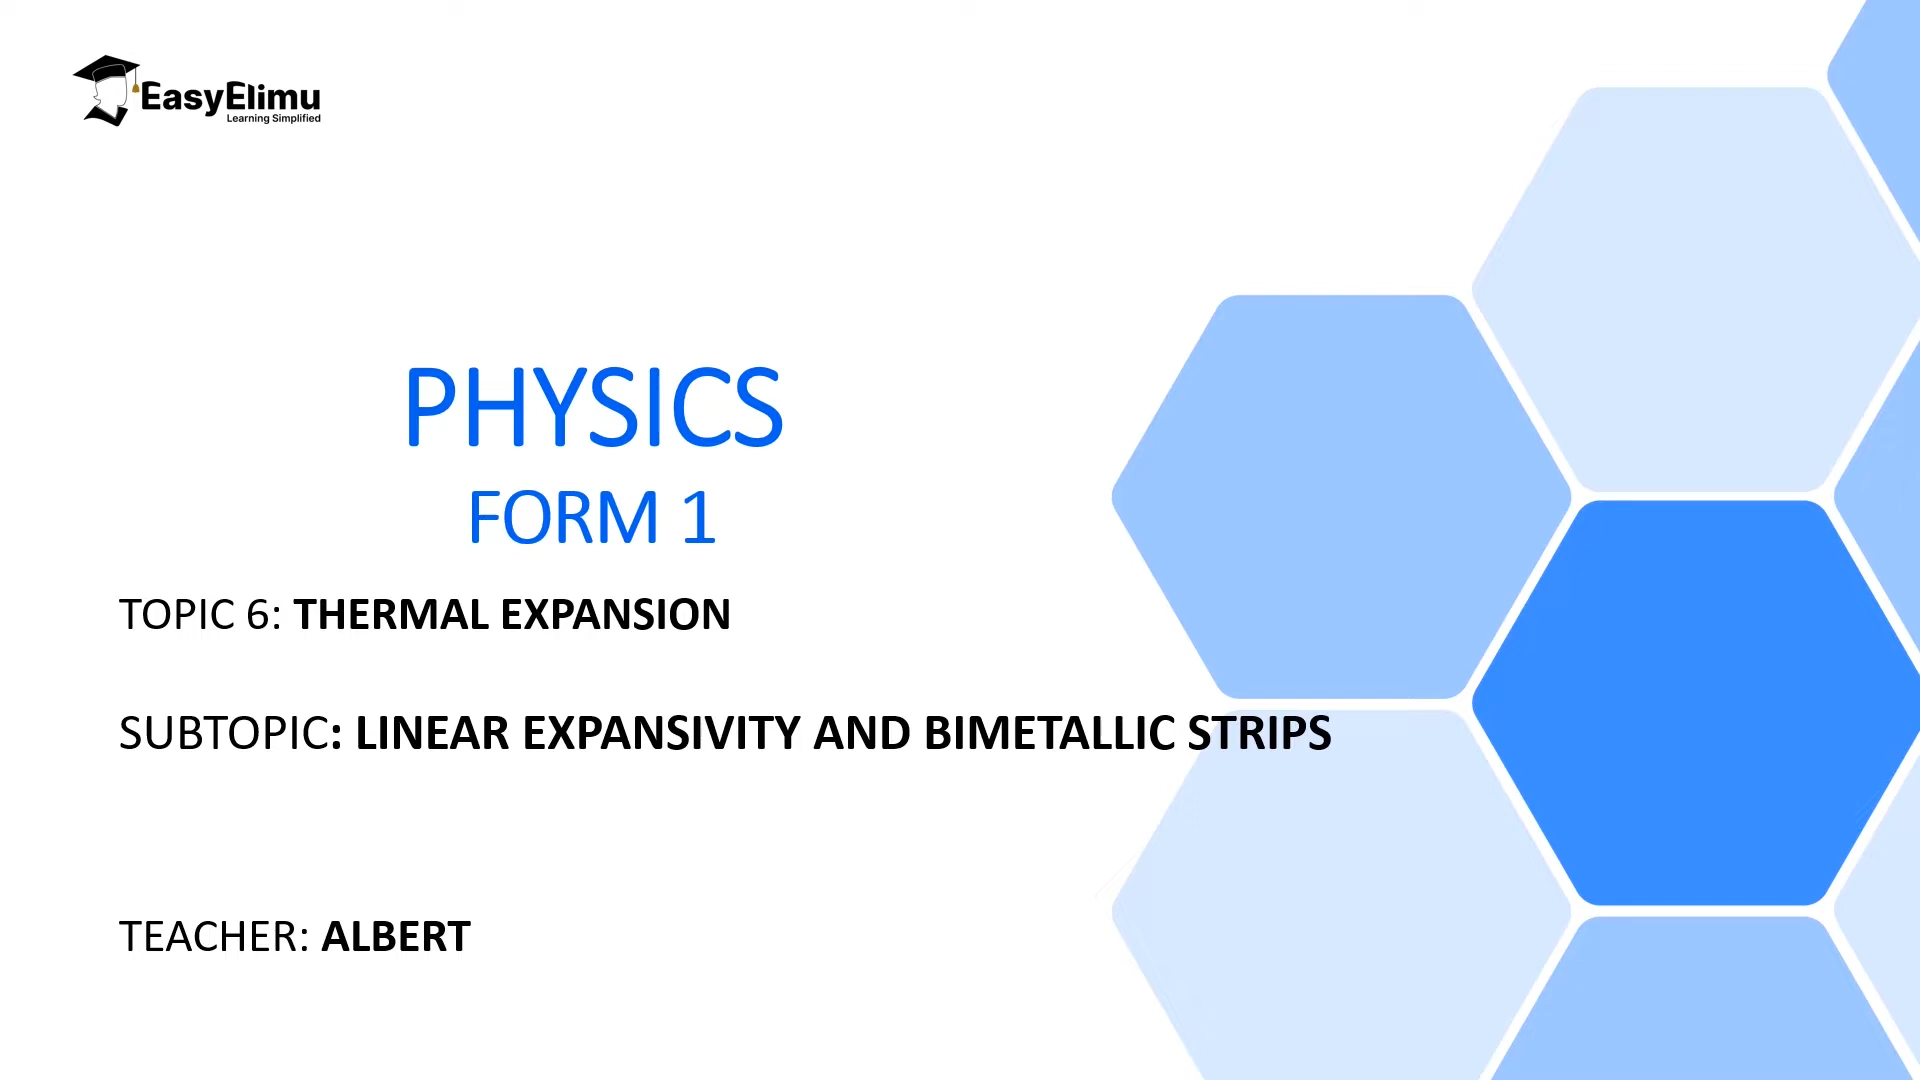 EasyElimu
Learning Simplified
PHYSICS
FORM 1
TOPIC 6: THERMAL EXPANSION
SUBTOPIC: LINEAR EXPANSIVITY AND BIMETALLIC STRIPS
TEACHER: ALBERT